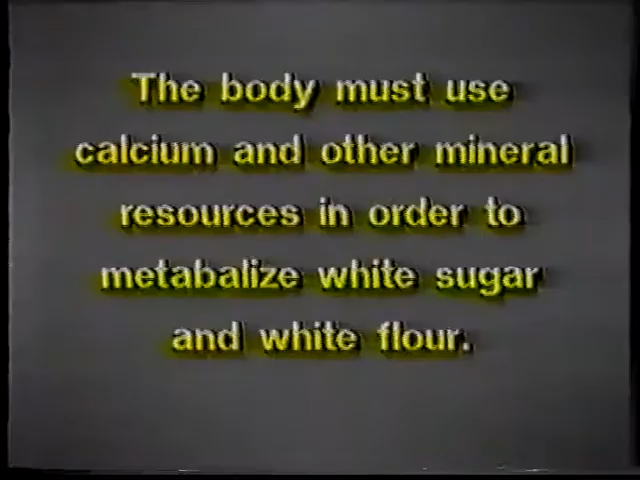 The body must use
calcium and other mineral
resources in order to
metabalize white sugar
and white flour.